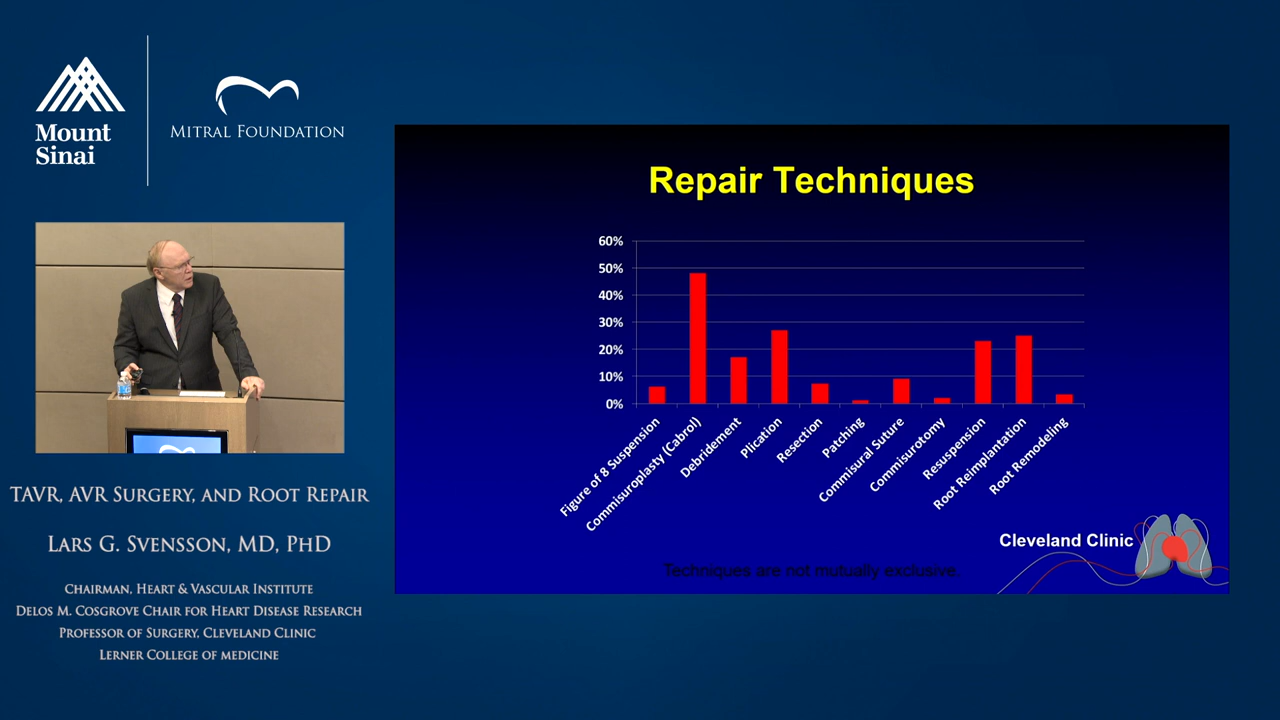 Mount
Sinai
MITRAL FOUNDATION
TAVR, AVR SURGERY, AND ROOT REPAIR
LARS G. SVENSSON, MD, PHD
CHAIRMAN, HEART & VASCULAR INSTITUTE
DELOS M. COSGROVE CHAIR FOR HEART DISEASE RESEARCH
PROFESSOR OF SURGERY, CLEVELAND CLINIC
LERNER COLLEGE OF MEDICINE
Repair Techniques
60%
50%
40%
30%
20%
10%
0%
Figure of 8 Suspension
Commisuroplasty (Cabrol)
Debridement
Plication
Resection
Patching
Commisural Suture
Commisurotomy
Resuspension
Root Reimplantation
Root Remodeling
Cleveland Clinic
Techniques are not mutually exclusive